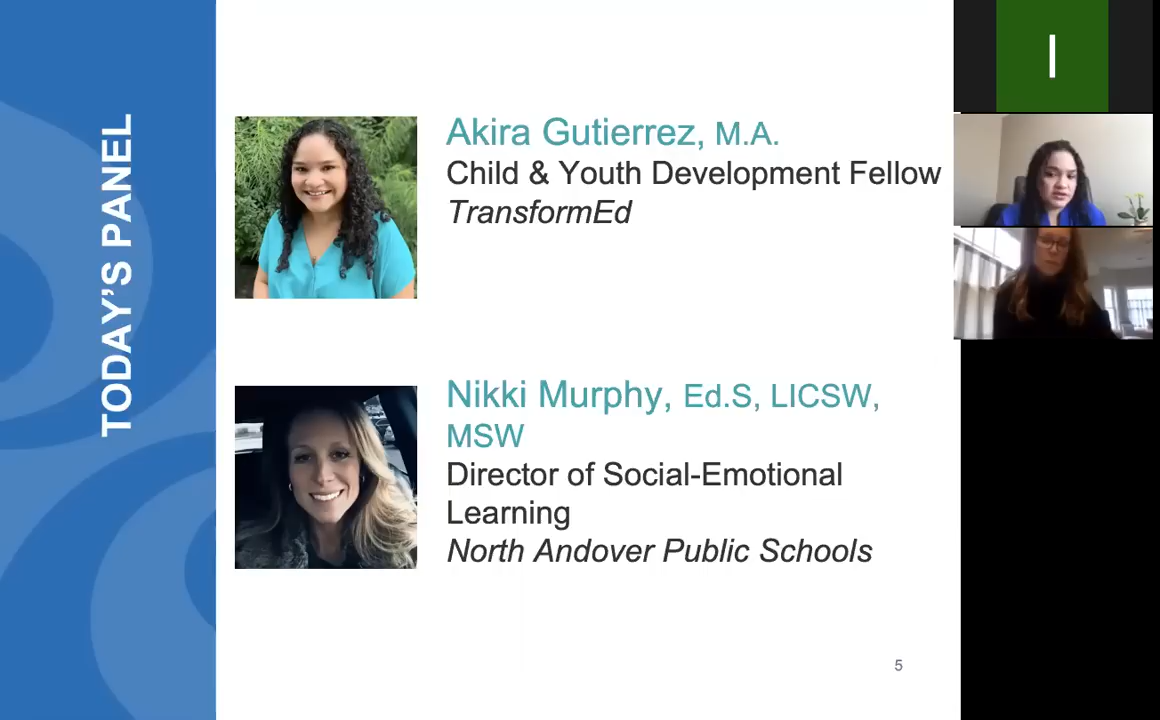 TODAY'S PANEL
Akira Gutierrez, M.A.
Child & Youth Development Fellow
TransformEd
Nikki Murphy, Ed.S, LICSW,
MSW
Director of Social-Emotional
Learning
North Andover Public Schools
5
I